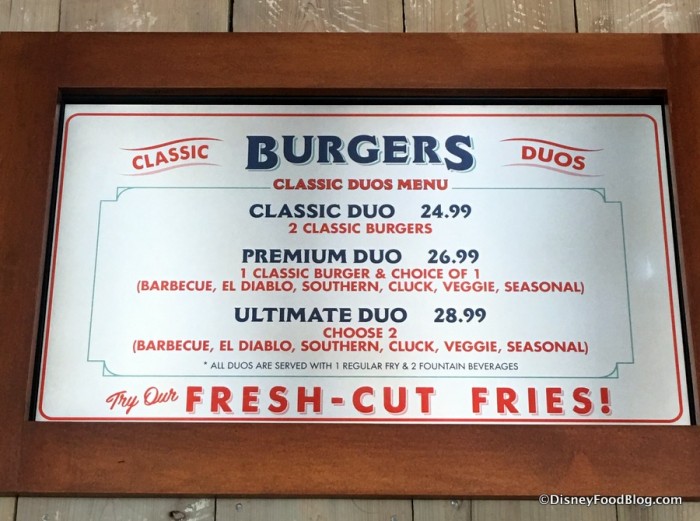 CLASSIC BURGERS DUOS
CLASSIC DUOS MENU
CLASSIC DUO 24.99
2 CLASSIC BURGERS
PREMIUM DUO 26.99
1 CLASSIC BURGER & CHOICE OF 1
(BARBECUE, EL DIABLO, SOUTHERN, CLUCK, VEGGIE, SEASONAL)
ULTIMATE DUO 28.99
CHOOSE 2
(BARBECUE, EL DIABLO, SOUTHERN, CLUCK, VEGGIE, SEASONAL)
* ALL DUOS ARE SERVED WITH 1 REGULAR FRY & 2 FOUNTAIN BEVERAGES
Try Our FRESH-CUT FRIES!
©DisneyFoodBlog.com